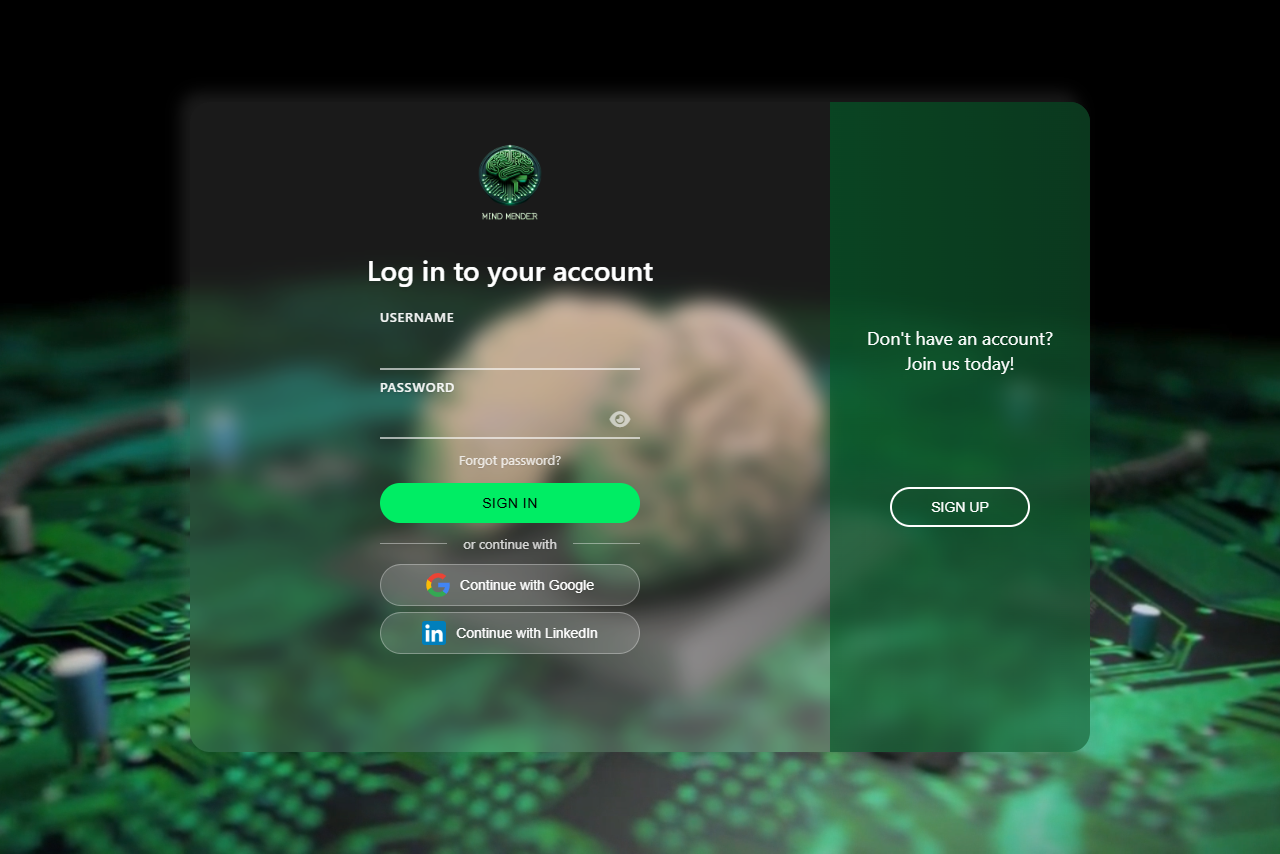 MIND MENDER
Log in to your account
USERNAME
PASSWORD
Forgot password?
SIGN IN
or continue with
Continue with Google
in Continue with LinkedIn
Don't have an account?
Join us today!
SIGN UP